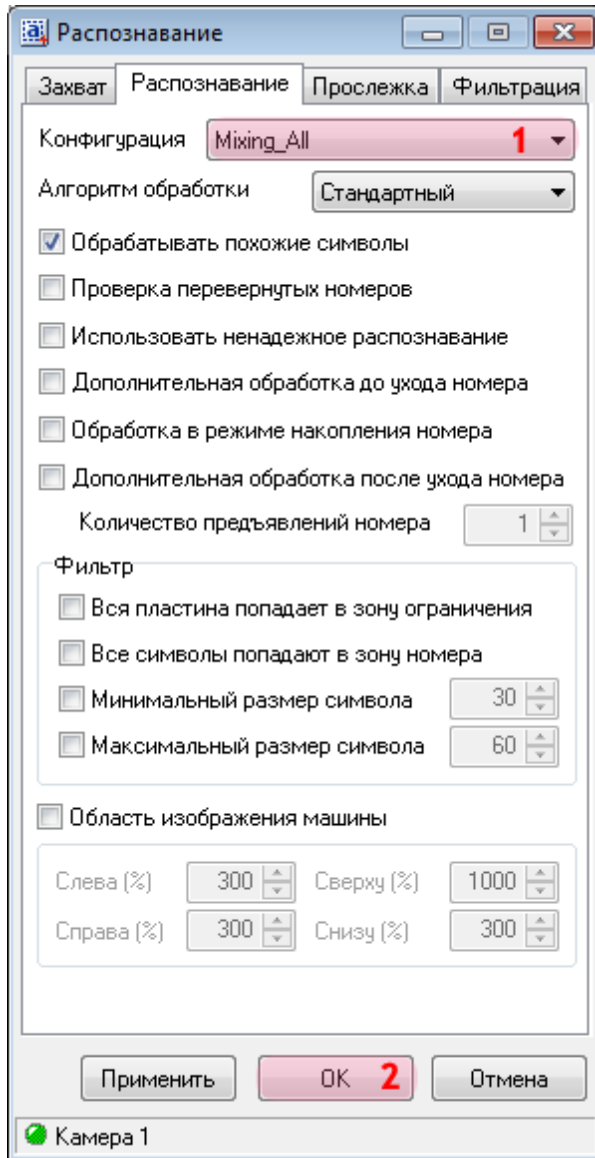 Распознавание
Захват Распознавание Прослежка Фильтрация
Конфигурация Mixing_All 1
Алгоритм обработки Стандартный
Обрабатывать похожие символы
Проверка перевернутых номеров
Использовать ненадежное распознавание
Дополнительная обработка до ухода номера
Обработка в режиме накопления номера
Дополнительная обработка после ухода номера
Количество предъявлений номера 1
Фильтр
Вся пластина попадает в зону ограничения
Все символы попадают в зону номера
Минимальный размер символа 30
Максимальный размер символа 60
Область изображения машины
Слева (%) 300 Сверху (%) 1000
Справа (%) 300 Снизу (%) 300
Применить OK 2 Отмена
Камера 1